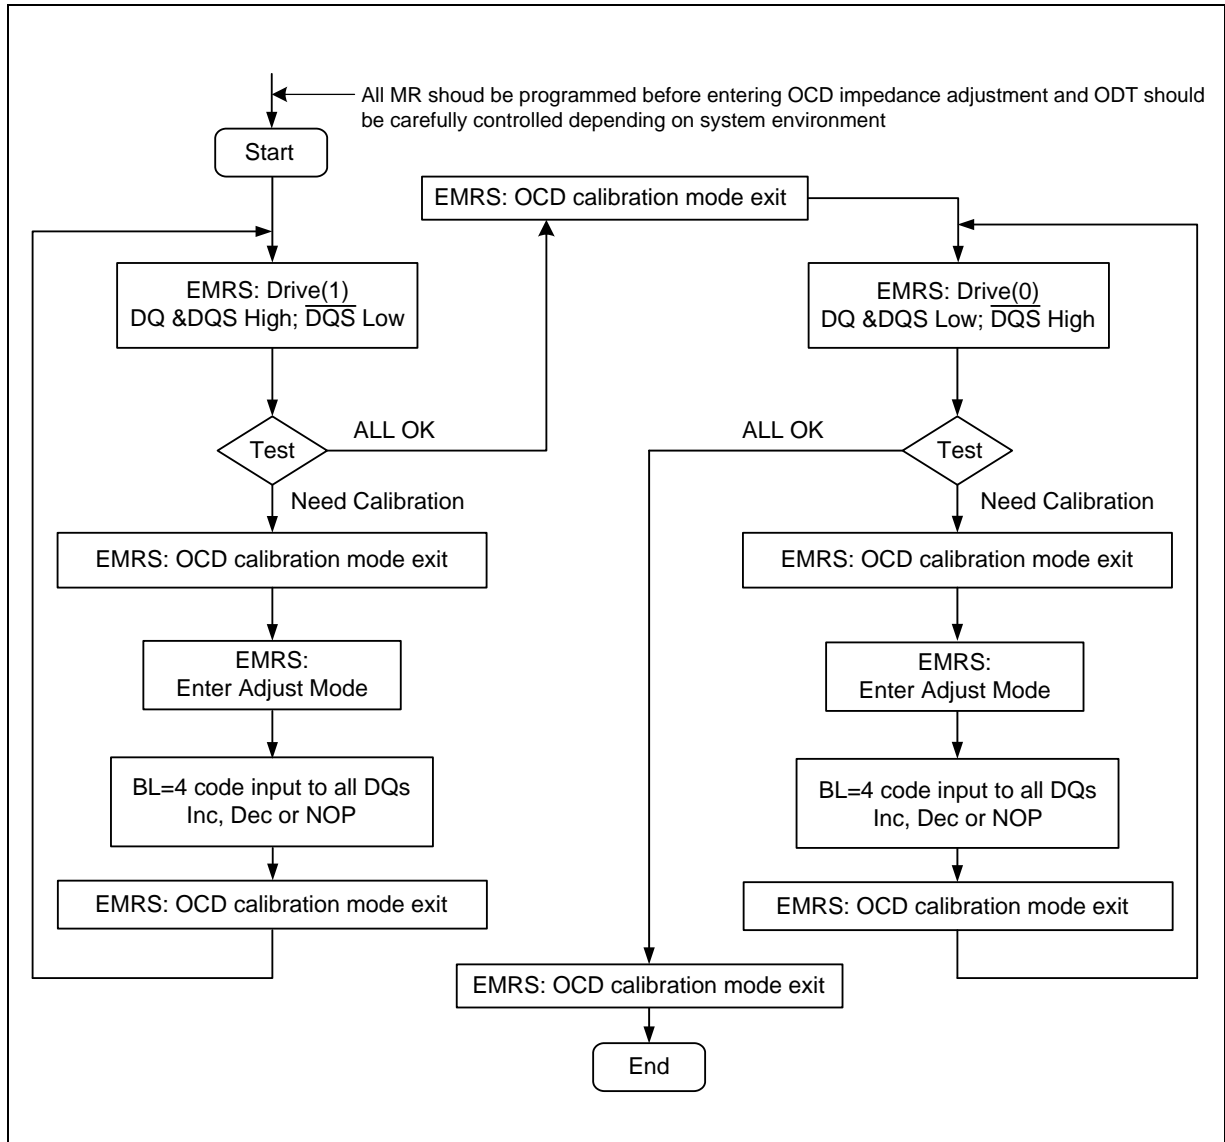 All MR shoud be programmed before entering OCD impedance adjustment and ODT should
be carefully controlled depending on system environment
Start
EMRS: OCD calibration mode exit
EMRS: Drive(1)
DQ &DQS High; D̅Q̅S̅ Low
EMRS: Drive(0)
DQ &DQS Low; D̅Q̅S̅ High
Test
ALL OK
ALL OK
Test
Need Calibration
Need Calibration
EMRS: OCD calibration mode exit
EMRS: OCD calibration mode exit
EMRS:
Enter Adjust Mode
EMRS:
Enter Adjust Mode
BL=4 code input to all DQs
Inc, Dec or NOP
BL=4 code input to all DQs
Inc, Dec or NOP
EMRS: OCD calibration mode exit
EMRS: OCD calibration mode exit
EMRS: OCD calibration mode exit
End